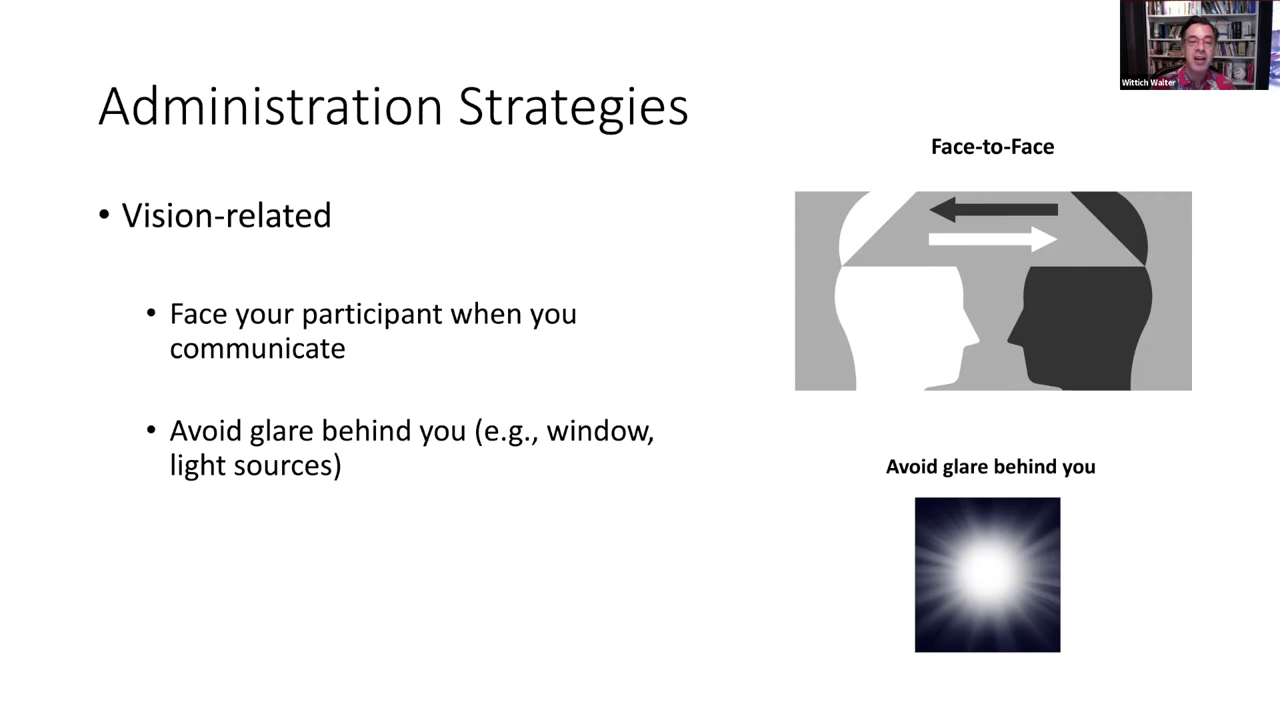 Administration Strategies
• Vision-related
• Face your participant when you
communicate
• Avoid glare behind you (e.g., window,
light sources)
Face-to-Face
Avoid glare behind you
Wittich Walter